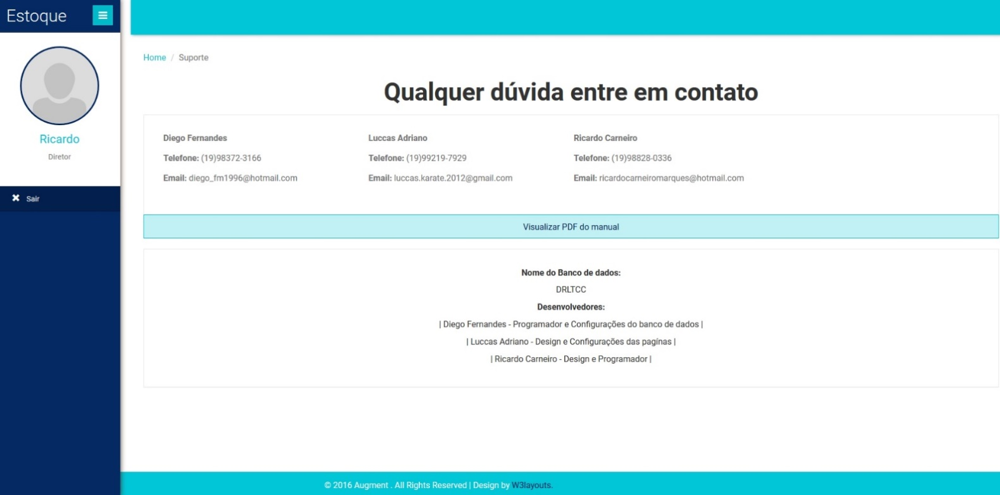 Estoque
Home / Suporte
Qualquer dúvida entre em contato
Ricardo
Diretor
Sair
Diego Fernandes
Telefone: (19)98372-3166
Email: diego_fm1996@hotmail.com
Luccas Adriano
Telefone: (19)99219-7929
Email: luccas.karate.2012@gmail.com
Ricardo Carneiro
Telefone: (19)98828-0336
Email: ricardocarneiromarques@hotmail.com
Visualizar PDF do manual
Nome do Banco de dados:
DRLTCC
Desenvolvedores:
| Diego Fernandes - Programador e Configurações do banco de dados |
| Luccas Adriano - Design e Configurações das pagínas |
| Ricardo Carneiro - Design e Programador |
© 2016 Augment . All Rights Reserved | Design by W3layouts.